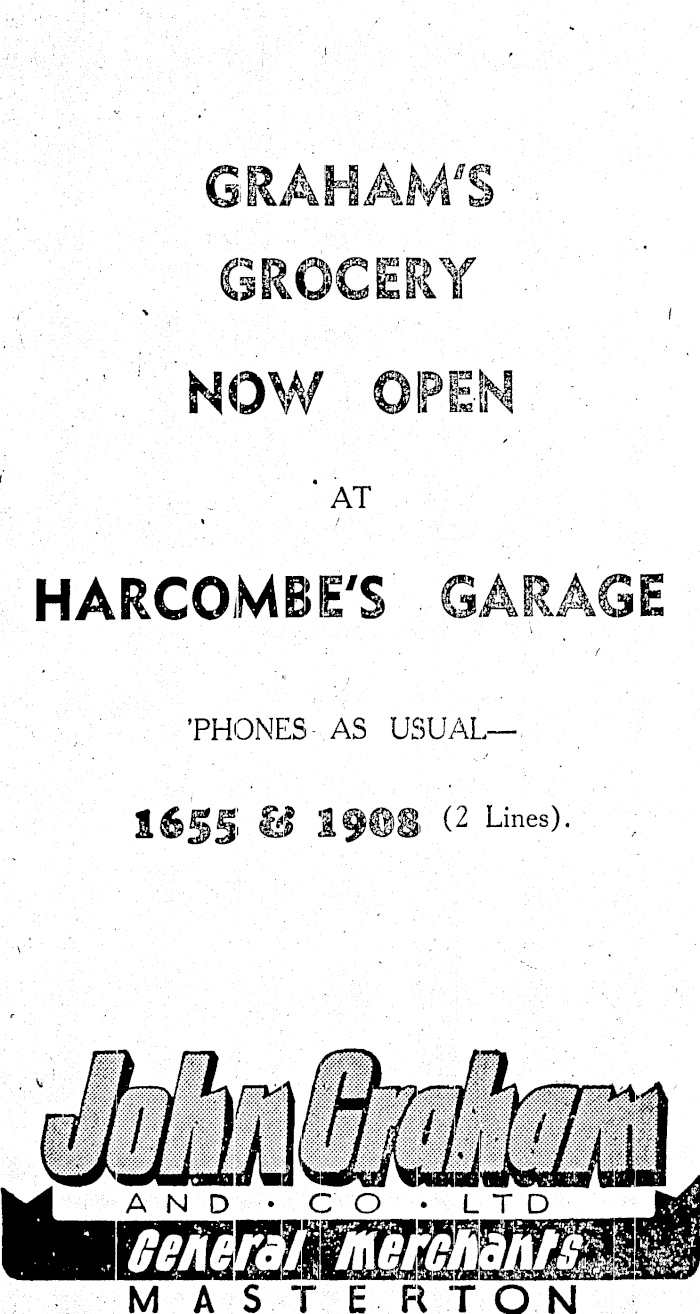 GRAHAM'S
GROCERY
NOW OPEN
AT
HARCOMBE'S GARAGE
'PHONES AS USUAL—
1655 & 1908 (2 Lines).
John Graham
AND · CO · LTD
General Merchants
MASTERTON